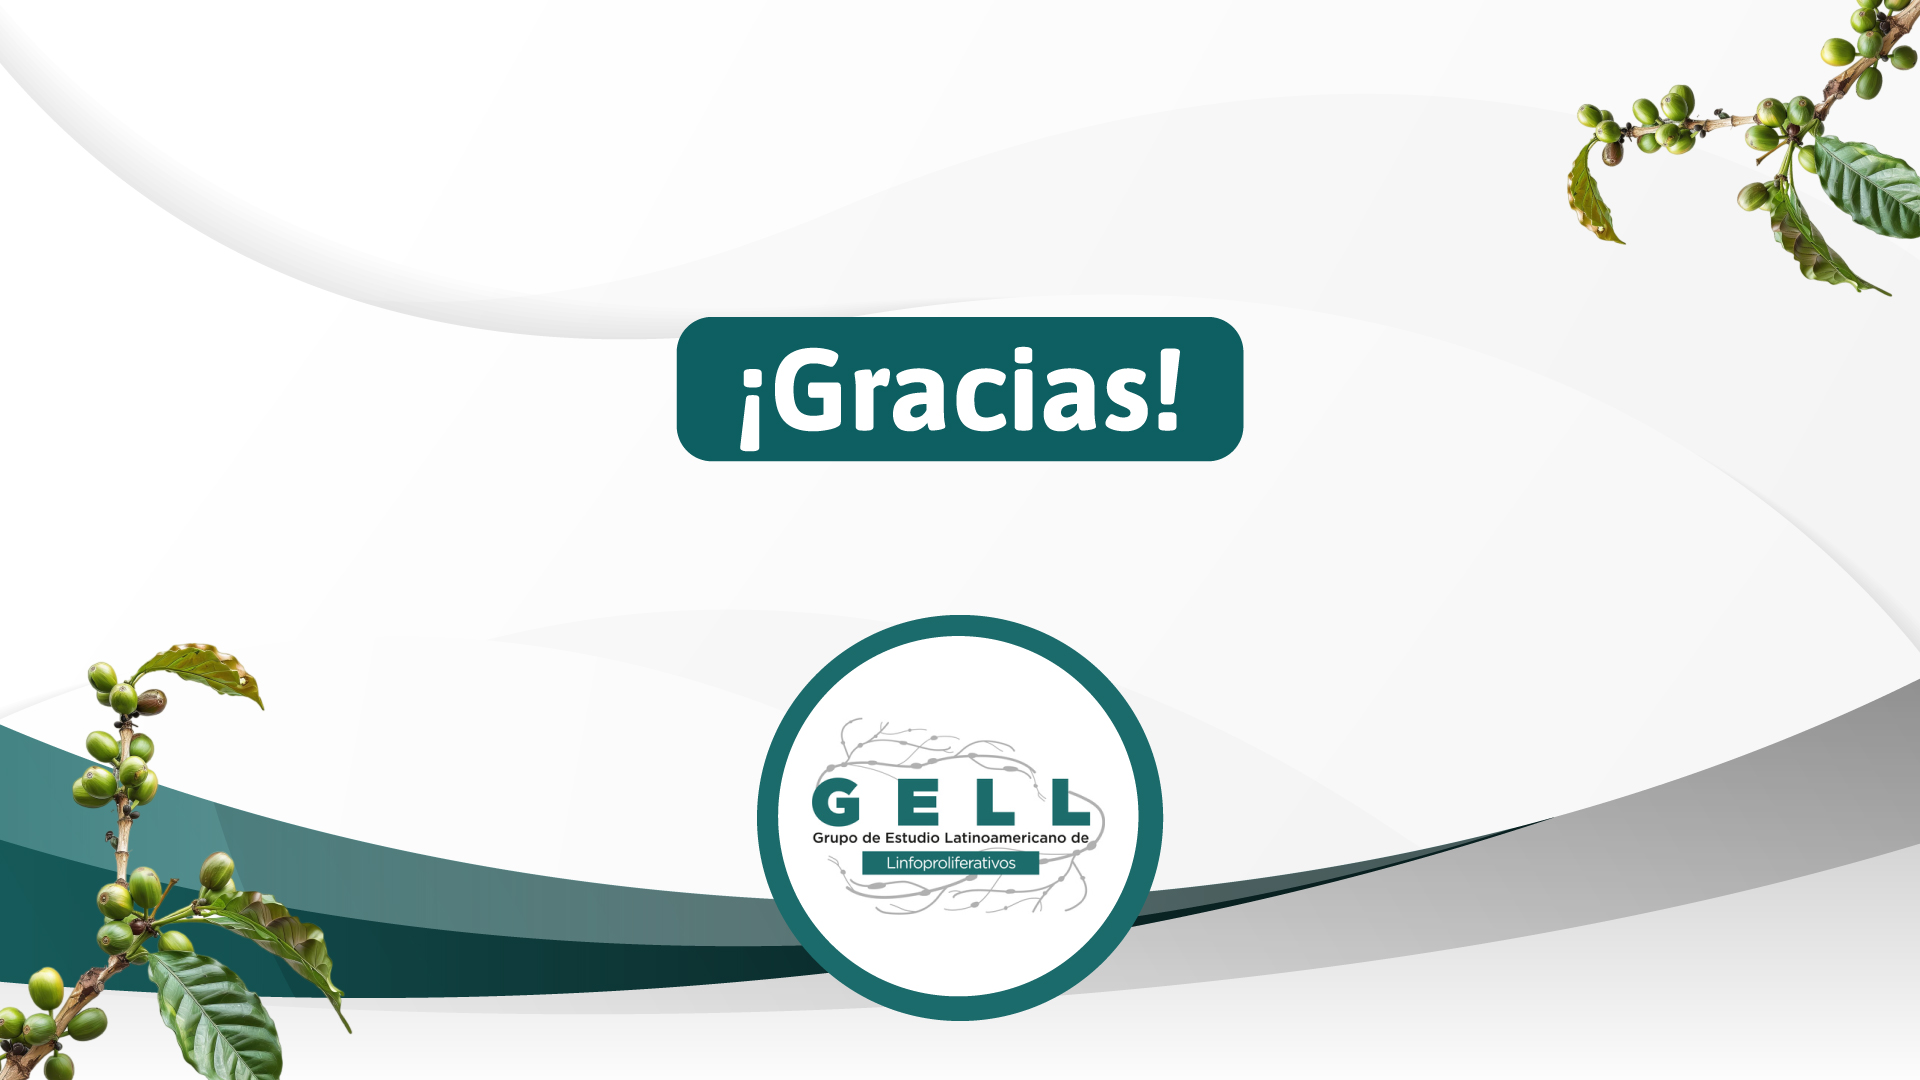 ¡Gracias!
G E L L
Grupo de Estudio Latinoamericano de
Linfoproliferativos